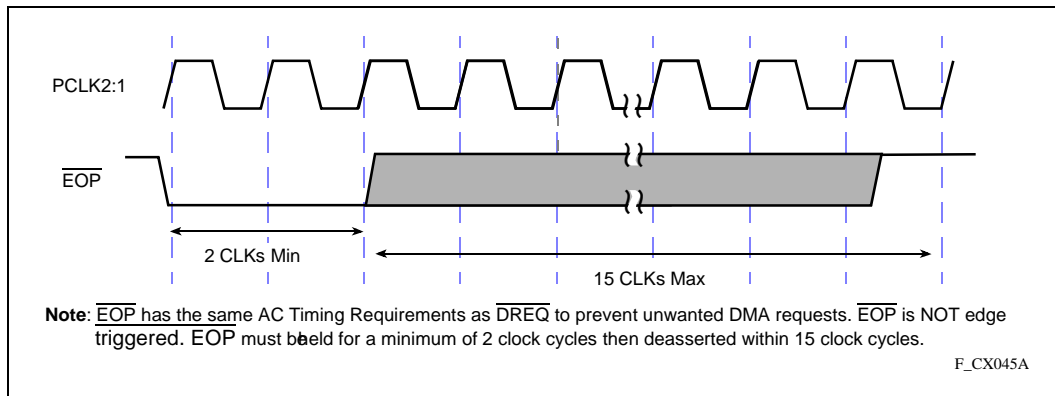 PCLK2:1
EOP
2 CLKs Min
15 CLKs Max
Note: EOP has the same AC Timing Requirements as DREQ to prevent unwanted DMA requests. EOP is NOT edge
triggered. EOP must be held for a minimum of 2 clock cycles then deasserted within 15 clock cycles.
F_CX045A